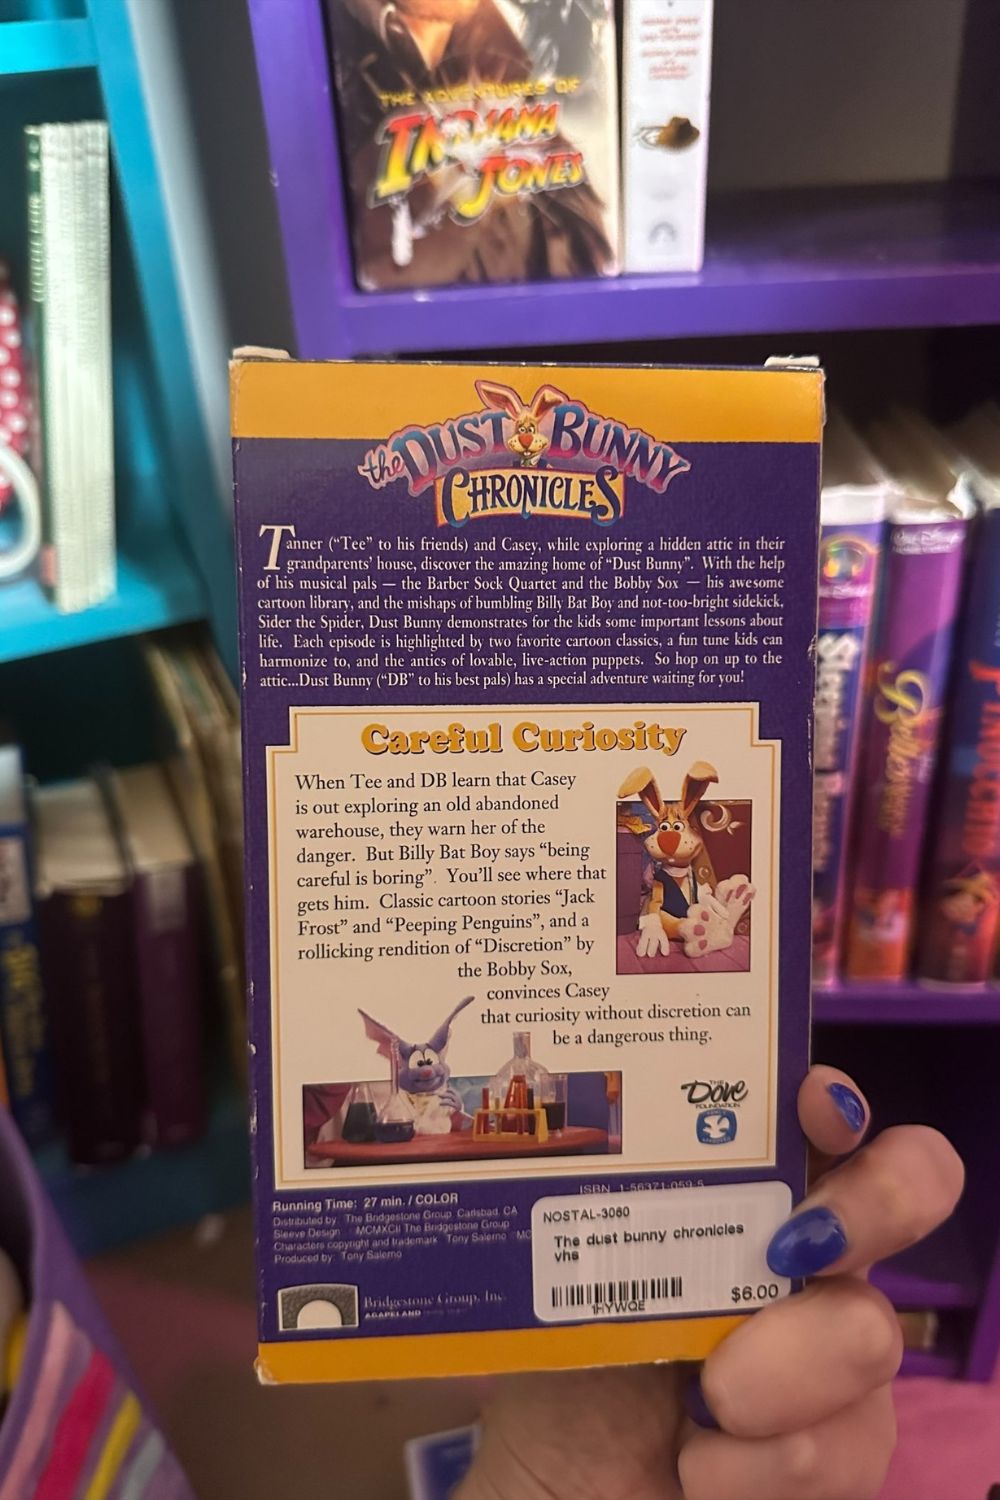 THE ADVENTURES OF
INDIANA
JONES
the DUST BUNNY
CHRONICLES
Tanner ("Tee" to his friends) and Casey, while exploring a hidden attic in their
grandparents' house, discover the amazing home of "Dust Bunny". With the help
of his musical pals — the Barber Sock Quartet and the Bobby Sox — his awesome
cartoon library, and the mishaps of bumbling Billy Bat Boy and not-too-bright sidekick,
Sider the Spider, Dust Bunny demonstrates for the kids some important lessons about
life. Each episode is highlighted by two favorite cartoon classics, a fun tune kids can
harmonize to, and the antics of lovable, live-action puppets. So hop on up to the
attic...Dust Bunny ("DB" to his best pals) has a special adventure waiting for you!
Careful Curiosity
When Tee and DB learn that Casey
is out exploring an old abandoned
warehouse, they warn her of the
danger. But Billy Bat Boy says "being
careful is boring". You'll see where that
gets him. Classic cartoon stories "Jack
Frost" and "Peeping Penguins", and a
rollicking rendition of "Discretion" by
the Bobby Sox,
convinces Casey
that curiosity without discretion can
be a dangerous thing.
THE
Dove
FOUNDATION
Running Time: 27 min. / COLOR
Distributed by The Bridgestone Group Carlsbad, CA
Sleeve Design MCMXCII The Bridgestone Group
Characters copyright and trademark Tony Salerno MC
Produced by: Tony Salerno
ISBN 1-56371-059-5
Bridgestone Group, Inc.
AGAPELAND
NOSTAL-3060
The dust bunny chronicles
vhs
1HYWQE
$6.00